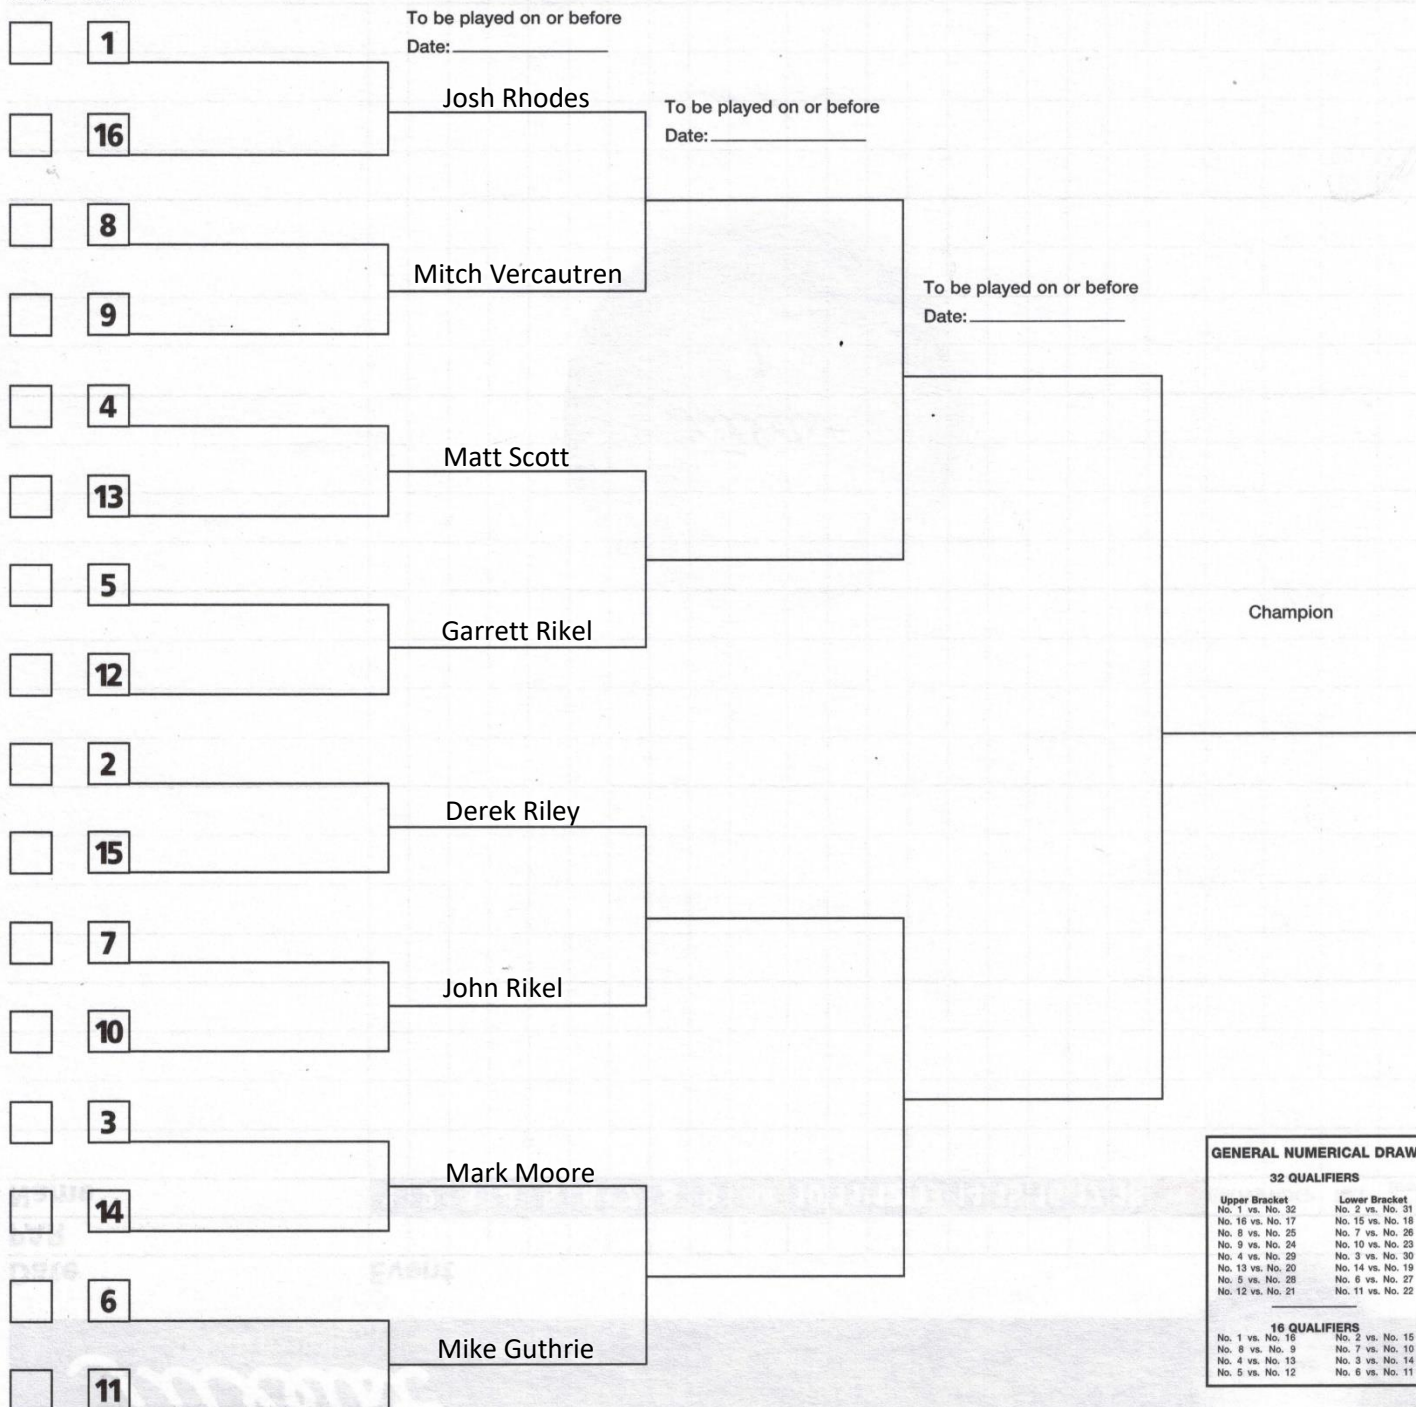 1
To be played on or before
Date:
Josh Rhodes
16
To be played on or before
Date:
8
Mitch Vercautren
9
To be played on or before
Date:
4
Matt Scott
13
5
Garrett Rikel
12
Champion
2
Derek Riley
15
7
John Rikel
10
3
Mark Moore
14
6
Mike Guthrie
11
GENERAL NUMERICAL DRAW
32 QUALIFIERS
Upper Bracket Lower Bracket
No. 1 vs. No. 32 No. 2 vs. No. 31
No. 16 vs. No. 17 No. 15 vs. No. 18
No. 8 vs. No. 25 No. 7 vs. No. 26
No. 9 vs. No. 24 No. 10 vs. No. 23
No. 4 vs. No. 29 No. 3 vs. No. 30
No. 13 vs. No. 20 No. 14 vs. No. 19
No. 5 vs. No. 28 No. 6 vs. No. 27
No. 12 vs. No. 21 No. 11 vs. No. 22
16 QUALIFIERS
No. 1 vs. No. 16 No. 2 vs. No. 15
No. 8 vs. No. 9 No. 7 vs. No. 10
No. 4 vs. No. 13 No. 3 vs. No. 14
No. 5 vs. No. 12 No. 6 vs. No. 11
Name
PAR
Date
Event